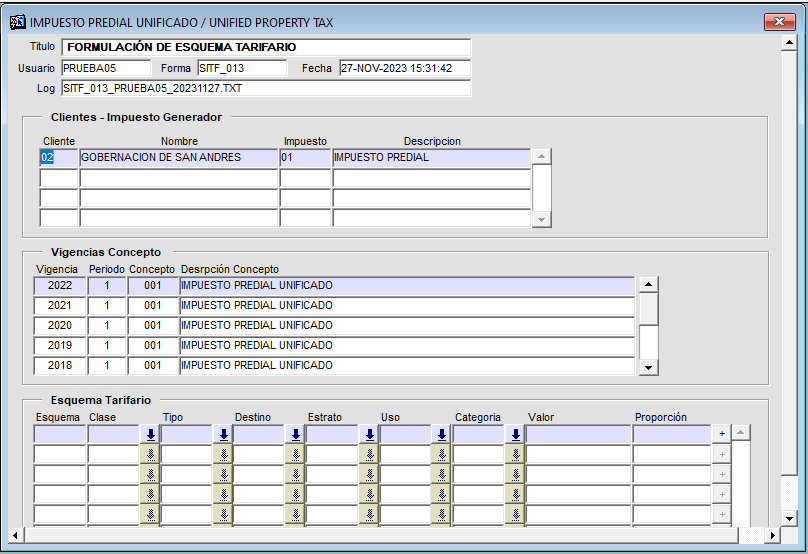 IMPUESTO PREDIAL UNIFICADO / UNIFIED PROPERTY TAX
Titulo FORMULACIÓN DE ESQUEMA TARIFARIO
Usuario PRUEBA05 Forma SITF_013 Fecha 27-NOV-2023 15:31:42
Log SITF_013_PRUEBA05_20231127.TXT
Clientes - Impuesto Generador
Cliente Nombre Impuesto Descripcion
02 GOBERNACION DE SAN ANDRES 01 IMPUESTO PREDIAL
Vigencias Concepto
Vigencia Periodo Concepto Desrpción Concepto
2022 1 001 IMPUESTO PREDIAL UNIFICADO
2021 1 001 IMPUESTO PREDIAL UNIFICADO
2020 1 001 IMPUESTO PREDIAL UNIFICADO
2019 1 001 IMPUESTO PREDIAL UNIFICADO
2018 1 001 IMPUESTO PREDIAL UNIFICADO
Esquema Tarifario
Esquema Clase Tipo Destino Estrato Uso Categoria Valor Proporción
+
+
+
+
+